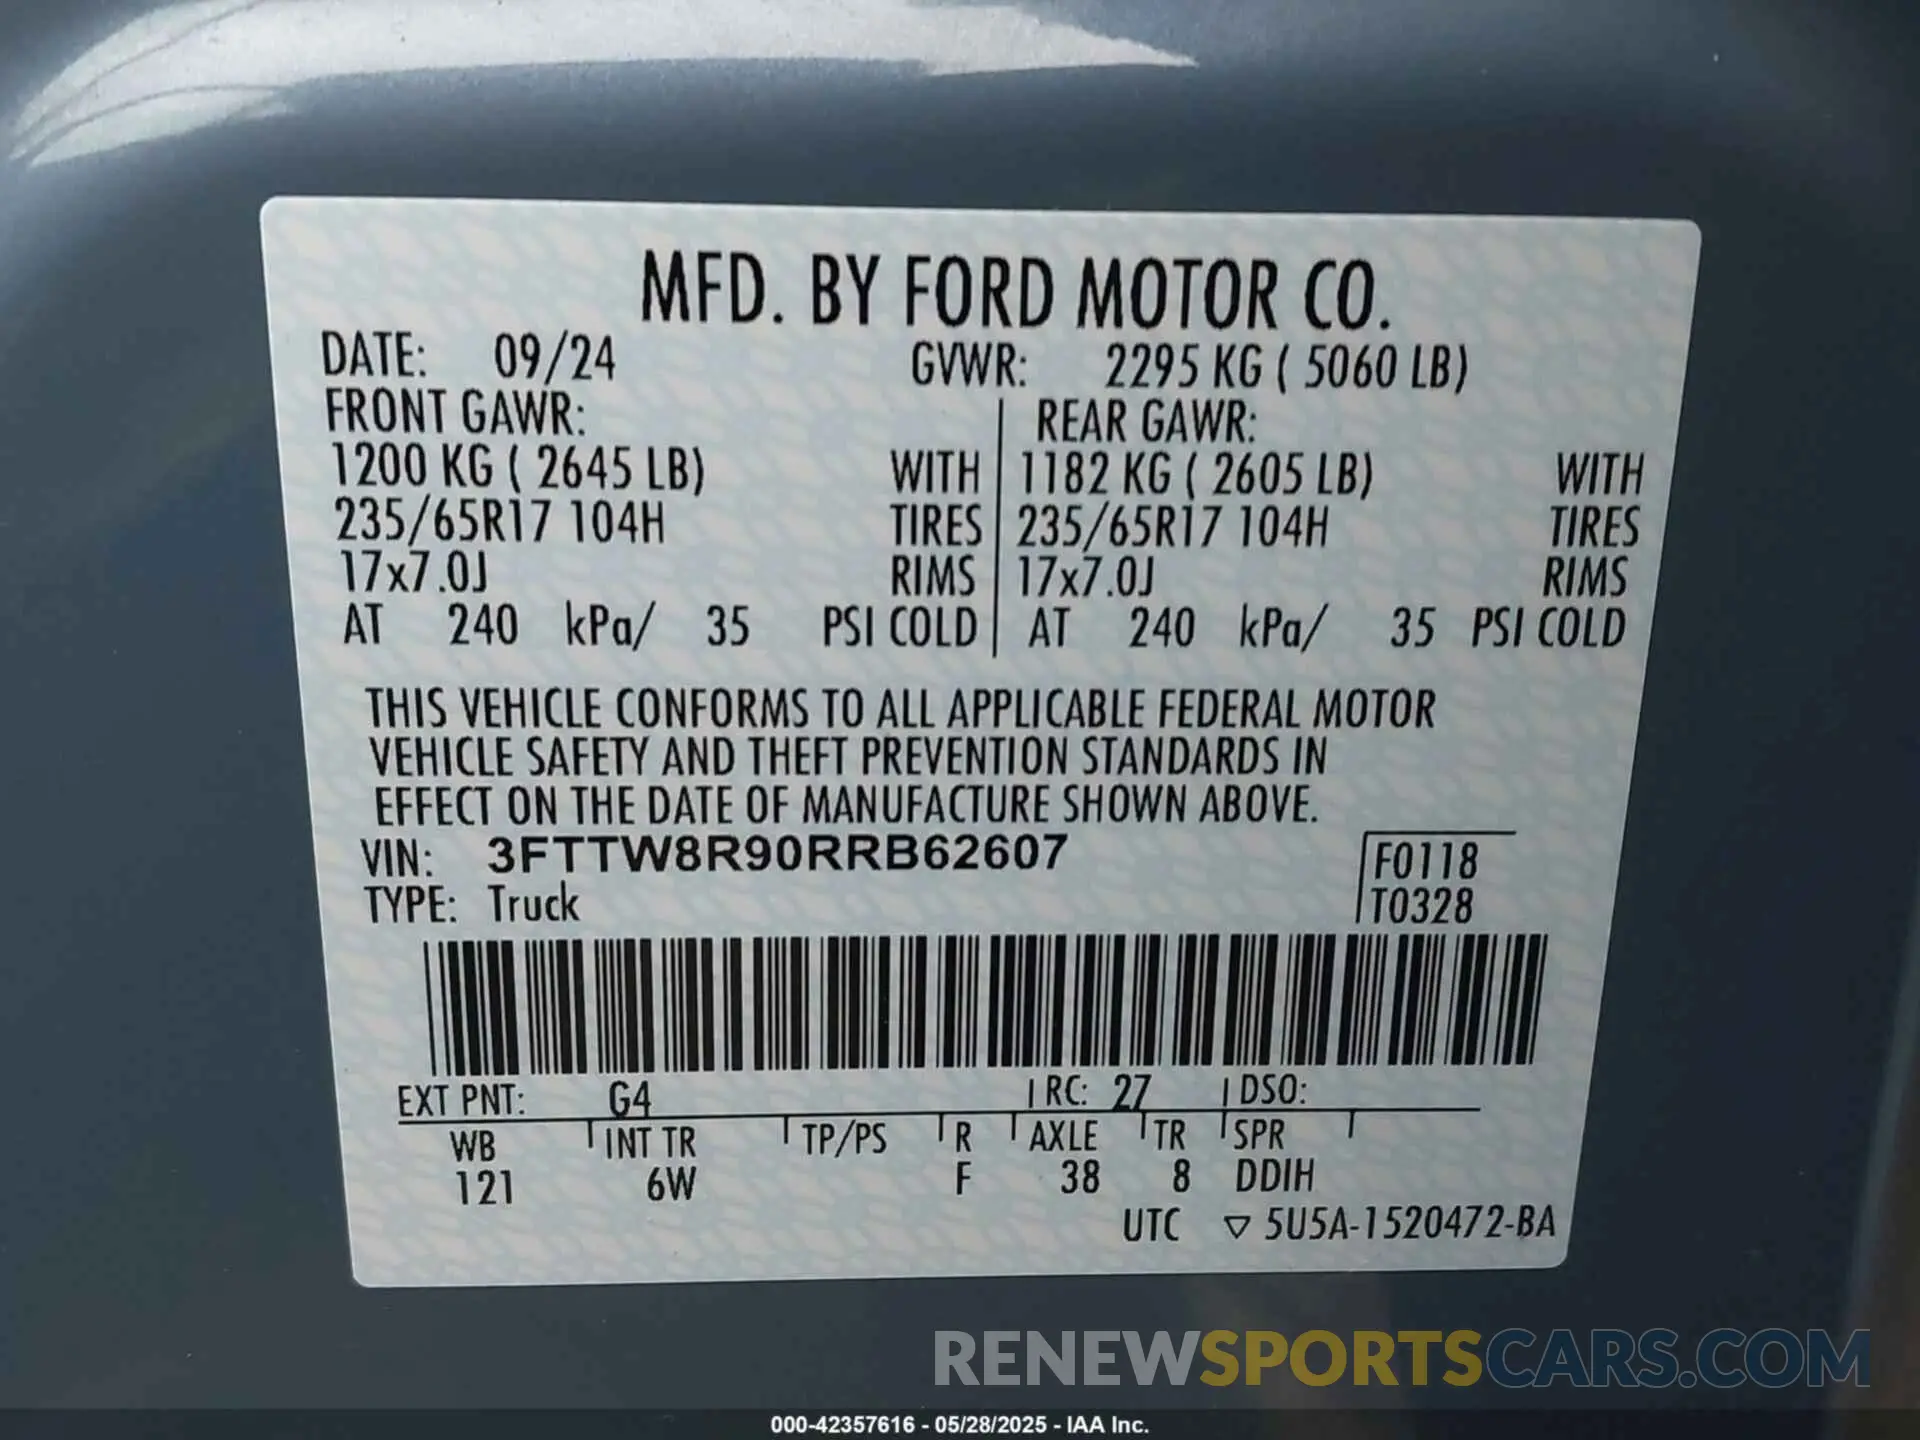 MFD. BY FORD MOTOR CO.
DATE: 09/24 GVWR: 2295 KG ( 5060 LB)
FRONT GAWR: REAR GAWR:
1200 KG ( 2645 LB) WITH 1182 KG ( 2605 LB) WITH
235/65R17 104H TIRES 235/65R17 104H TIRES
17x7.0J RIMS 17x7.0J RIMS
AT 240 kPa/ 35 PSI COLD AT 240 kPa/ 35 PSI COLD
THIS VEHICLE CONFORMS TO ALL APPLICABLE FEDERAL MOTOR
VEHICLE SAFETY AND THEFT PREVENTION STANDARDS IN
EFFECT ON THE DATE OF MANUFACTURE SHOWN ABOVE.
VIN: 3FTTW8R90RRB62607 F0118
TYPE: Truck T0328
EXT PNT: G4 RC: 27 DSO:
WB INT TR TP/PS R AXLE TR SPR
121 6W F 38 8 DDIH
UTC ▽ 5U5A-1520472-BA
RENEWSPORTSCARS.COM
000-42357616 - 05/28/2025 - IAA Inc.